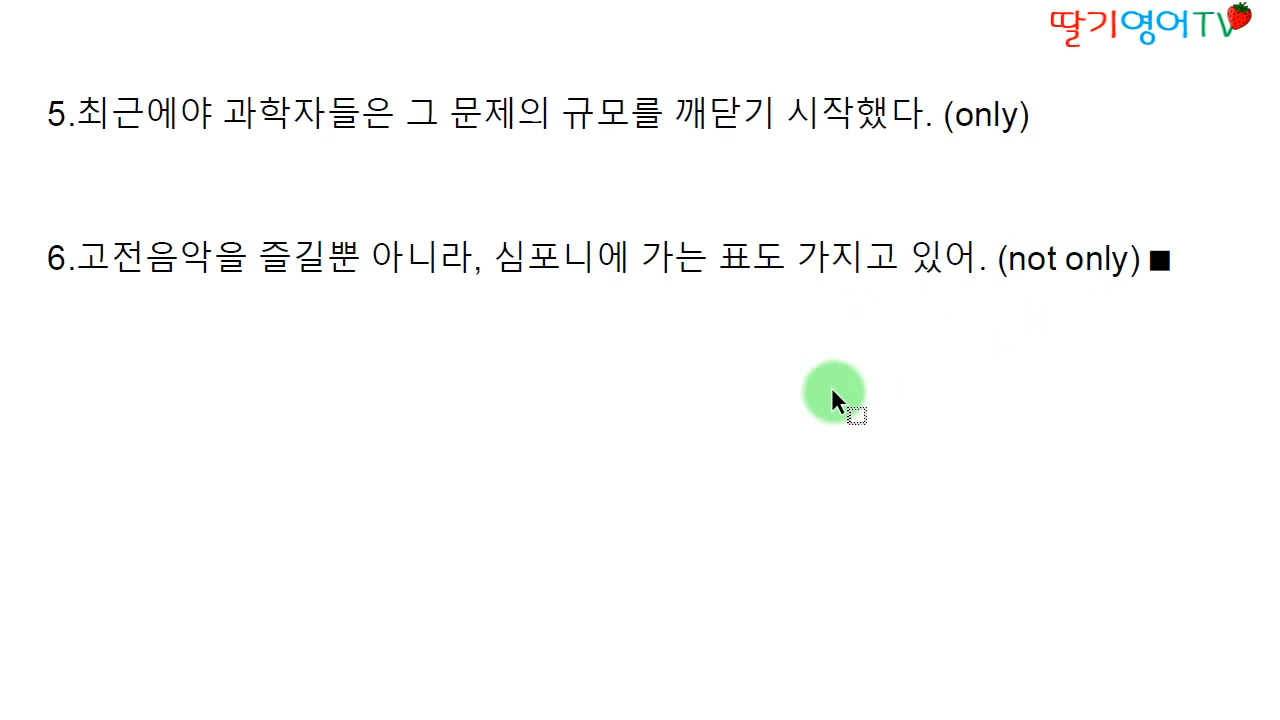 딸기영어TV
5.최근에야 과학자들은 그 문제의 규모를 깨닫기 시작했다. (only)
6.고전음악을 즐길뿐 아니라, 심포니에 가는 표도 가지고 있어. (not only) ■